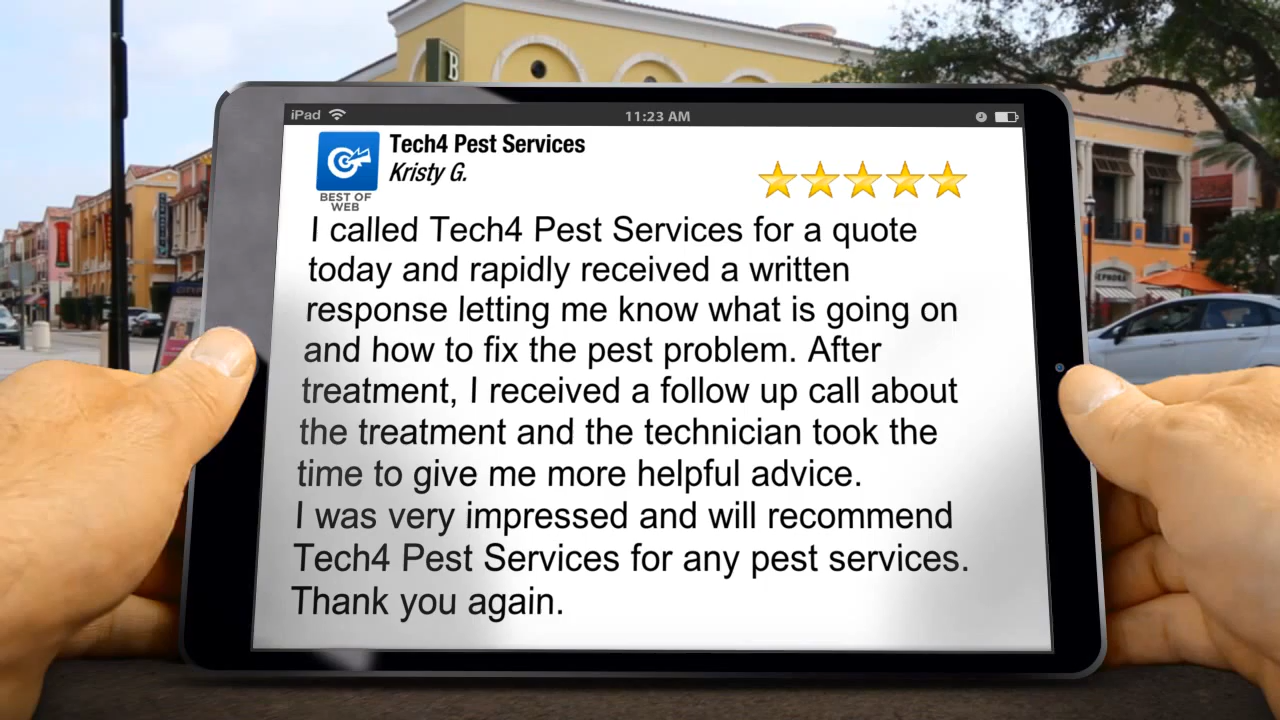 B
iPad 11:23 AM
Tech4 Pest Services
Kristy G.
BEST OF
WEB
I called Tech4 Pest Services for a quote
today and rapidly received a written
response letting me know what is going on
and how to fix the pest problem. After
treatment, I received a follow up call about
the treatment and the technician took the
time to give me more helpful advice.
I was very impressed and will recommend
Tech4 Pest Services for any pest services.
Thank you again.
SEPHORA